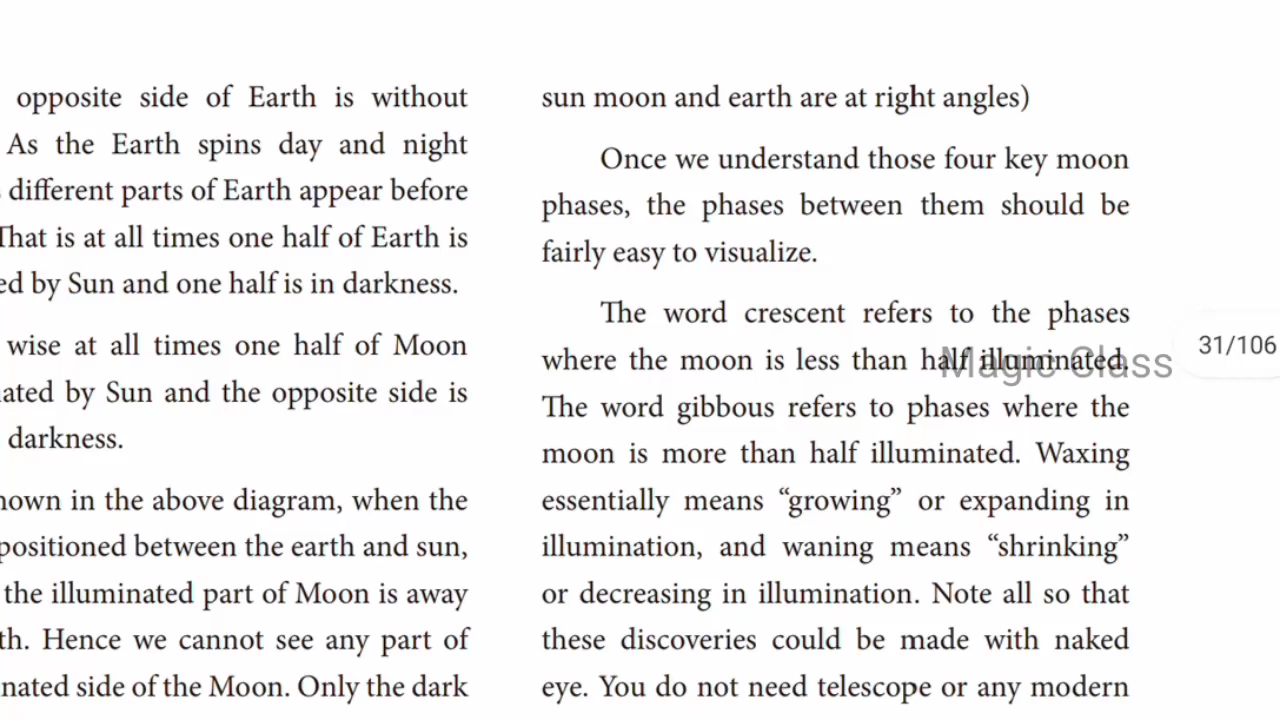 opposite side of Earth is without
As the Earth spins day and night
different parts of Earth appear before
That is at all times one half of Earth is
by Sun and one half is in darkness.
wise at all times one half of Moon
by Sun and the opposite side is
darkness.
in the above diagram, when the
positioned between the earth and sun,
the illuminated part of Moon is away
Hence we cannot see any part of
side of the Moon. Only the dark
sun moon and earth are at right angles)
Once we understand those four key moon
phases, the phases between them should be
fairly easy to visualize.
The word crescent refers to the phases
where the moon is less than half illuminated.
The word gibbous refers to phases where the
moon is more than half illuminated. Waxing
essentially means “growing” or expanding in
illumination, and waning means “shrinking”
or decreasing in illumination. Note all so that
these discoveries could be made with naked
eye. You do not need telescope or any modern
Magic Class
31/106